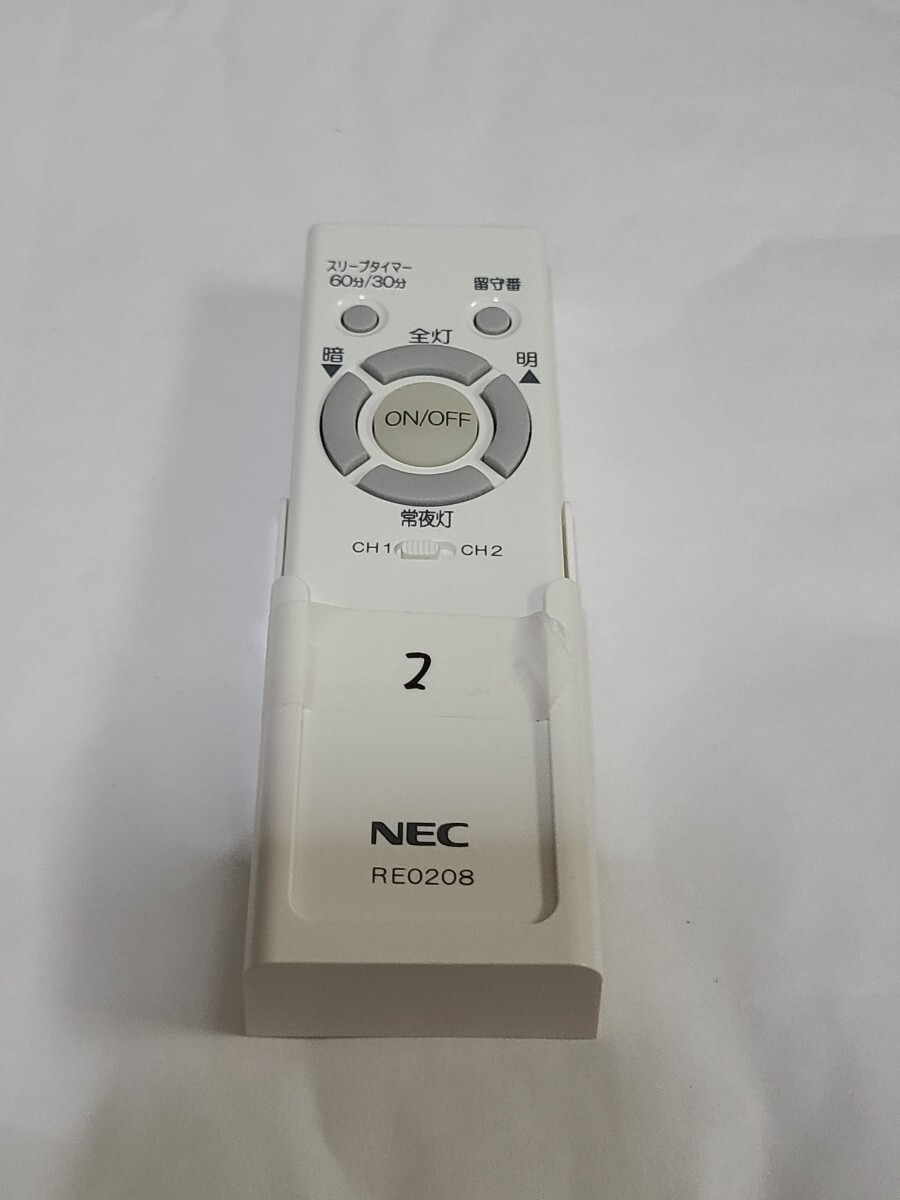 スリープタイマー
60分/30分
留守番
全灯
暗
▼
明
▲
ON/OFF
常夜灯
CH1 CH2
2
NEC
RE0208